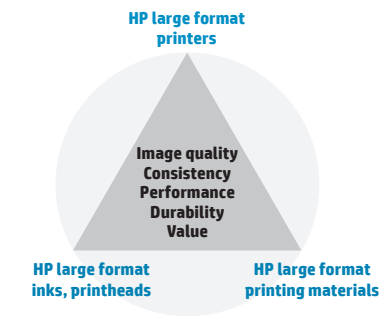 HP large format
printers
Image quality
Consistency
Performance
Durability
Value
HP large format
inks, printheads
HP large format
printing materials